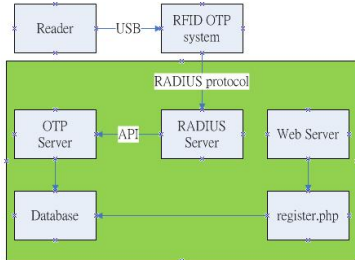 Reader
USB
RFID OTP
system
RADIUS protocol
OTP
Server
API
RADIUS
Server
Web Server
Database
register.php